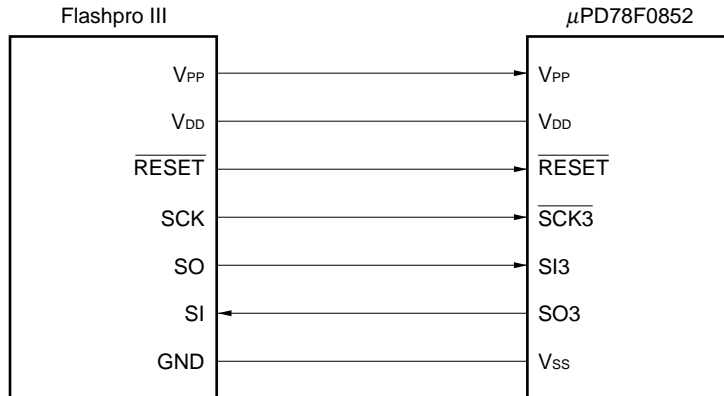 Flashpro III μPD78F0852
VPP VPP
VDD VDD
RESET RESET
SCK SCK3
SO SI3
SI SO3
GND VSS